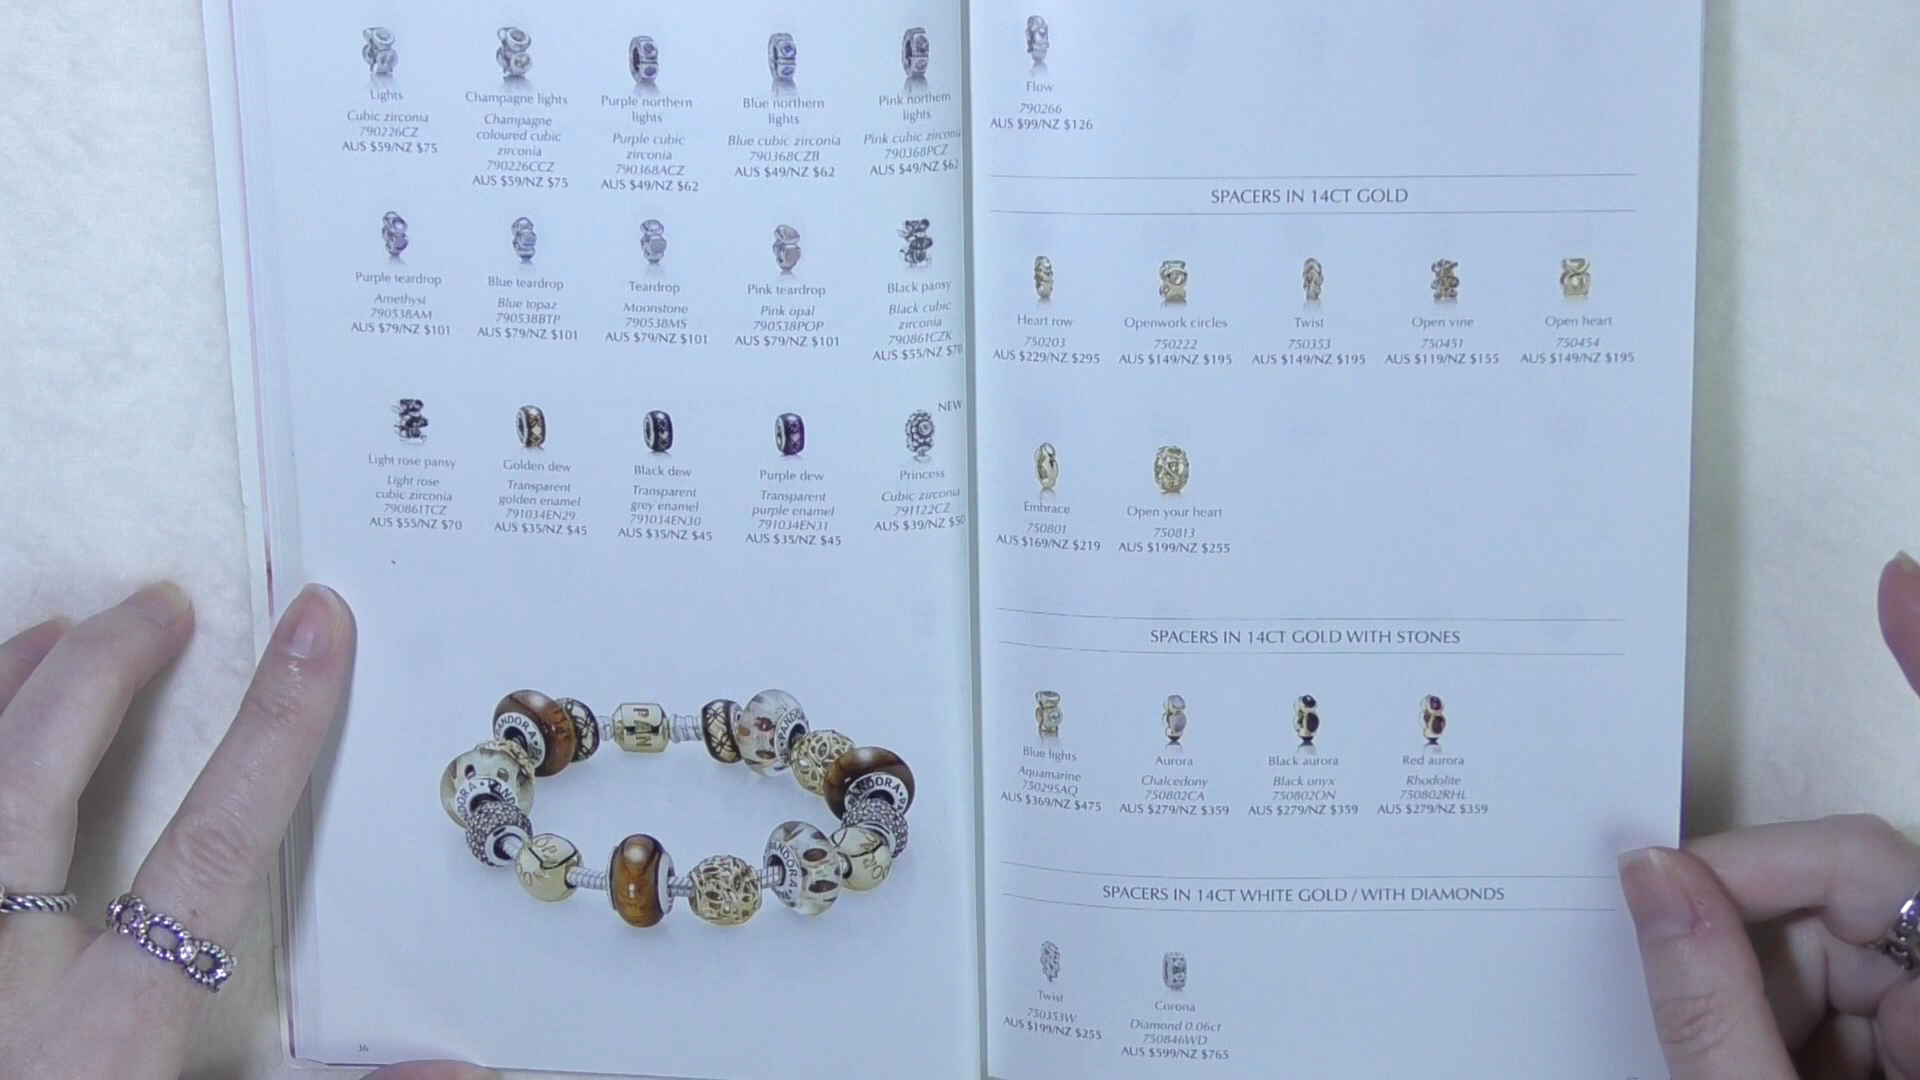 Lights
Cubic zirconia
790226CZ
AUS $59/NZ $75
Champagne lights
Champagne
coloured cubic
zirconia
790226CCZ
AUS $59/NZ $75
Purple northern
lights
Purple cubic
zirconia
790368ACZ
AUS $49/NZ $62
Blue northern
lights
Blue cubic zirconia
790368CZB
AUS $49/NZ $62
Pink northern
lights
Pink cubic zirconia
790368PCZ
AUS $49/NZ $62
Purple teardrop
Amethyst
790538AM
AUS $79/NZ $101
Blue teardrop
Blue topaz
790538BTP
AUS $79/NZ $101
Teardrop
Moonstone
790538MS
AUS $79/NZ $101
Pink teardrop
Pink opal
790538POP
AUS $79/NZ $101
Black pansy
Black cubic
zirconia
790861CZK
AUS $55/NZ $70
Light rose pansy
Light rose
cubic zirconia
790861TCZ
AUS $55/NZ $70
Golden dew
Transparent
golden enamel
791034EN29
AUS $35/NZ $45
Black dew
Transparent
grey enamel
791034EN30
AUS $35/NZ $45
Purple dew
Transparent
purple enamel
791034EN31
AUS $35/NZ $45
NEW
Princess
Cubic zirconia
791122CZ
AUS $39/NZ $50
PAN
PANDORA
PANDORA
36
Flow
790266
AUS $99/NZ $126
SPACERS IN 14CT GOLD
Heart row
750203
AUS $229/NZ $295
Openwork circles
750222
AUS $149/NZ $195
Twist
750353
AUS $149/NZ $195
Open vine
750451
AUS $119/NZ $155
Open heart
750454
AUS $149/NZ $195
Embrace
750801
AUS $169/NZ $219
Open your heart
750813
AUS $199/NZ $255
SPACERS IN 14CT GOLD WITH STONES
Blue lights
Aquamarine
750295AQ
AUS $369/NZ $475
Aurora
Chalcedony
750802CA
AUS $279/NZ $359
Black aurora
Black onyx
750802ON
AUS $279/NZ $359
Red aurora
Rhodolite
750802RHL
AUS $279/NZ $359
SPACERS IN 14CT WHITE GOLD / WITH DIAMONDS
Twist
750353W
AUS $199/NZ $255
Corona
Diamond 0.06ct
750846WD
AUS $599/NZ $765